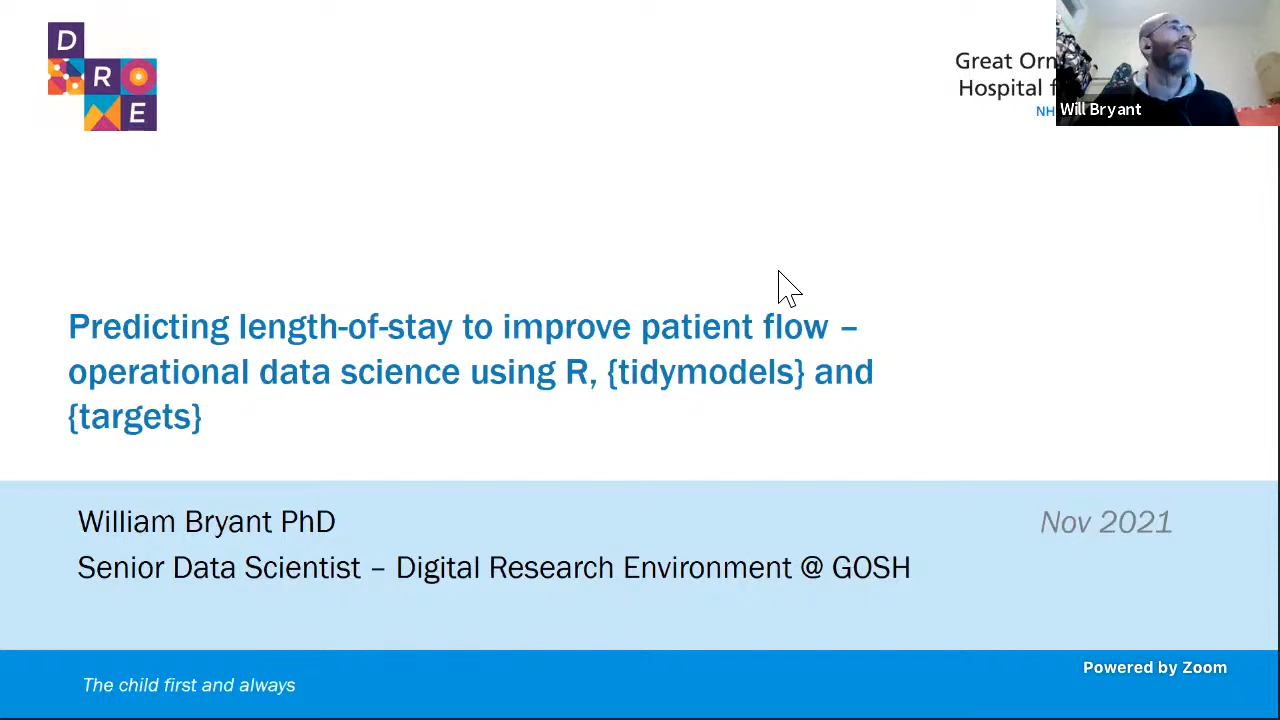 D
R
E
Great
Hospital
NH
Will Bryant
Predicting length-of-stay to improve patient flow –
operational data science using R, {tidymodels} and
{targets}
William Bryant PhD
Nov 2021
Senior Data Scientist – Digital Research Environment @ GOSH
Powered by Zoom
The child first and always